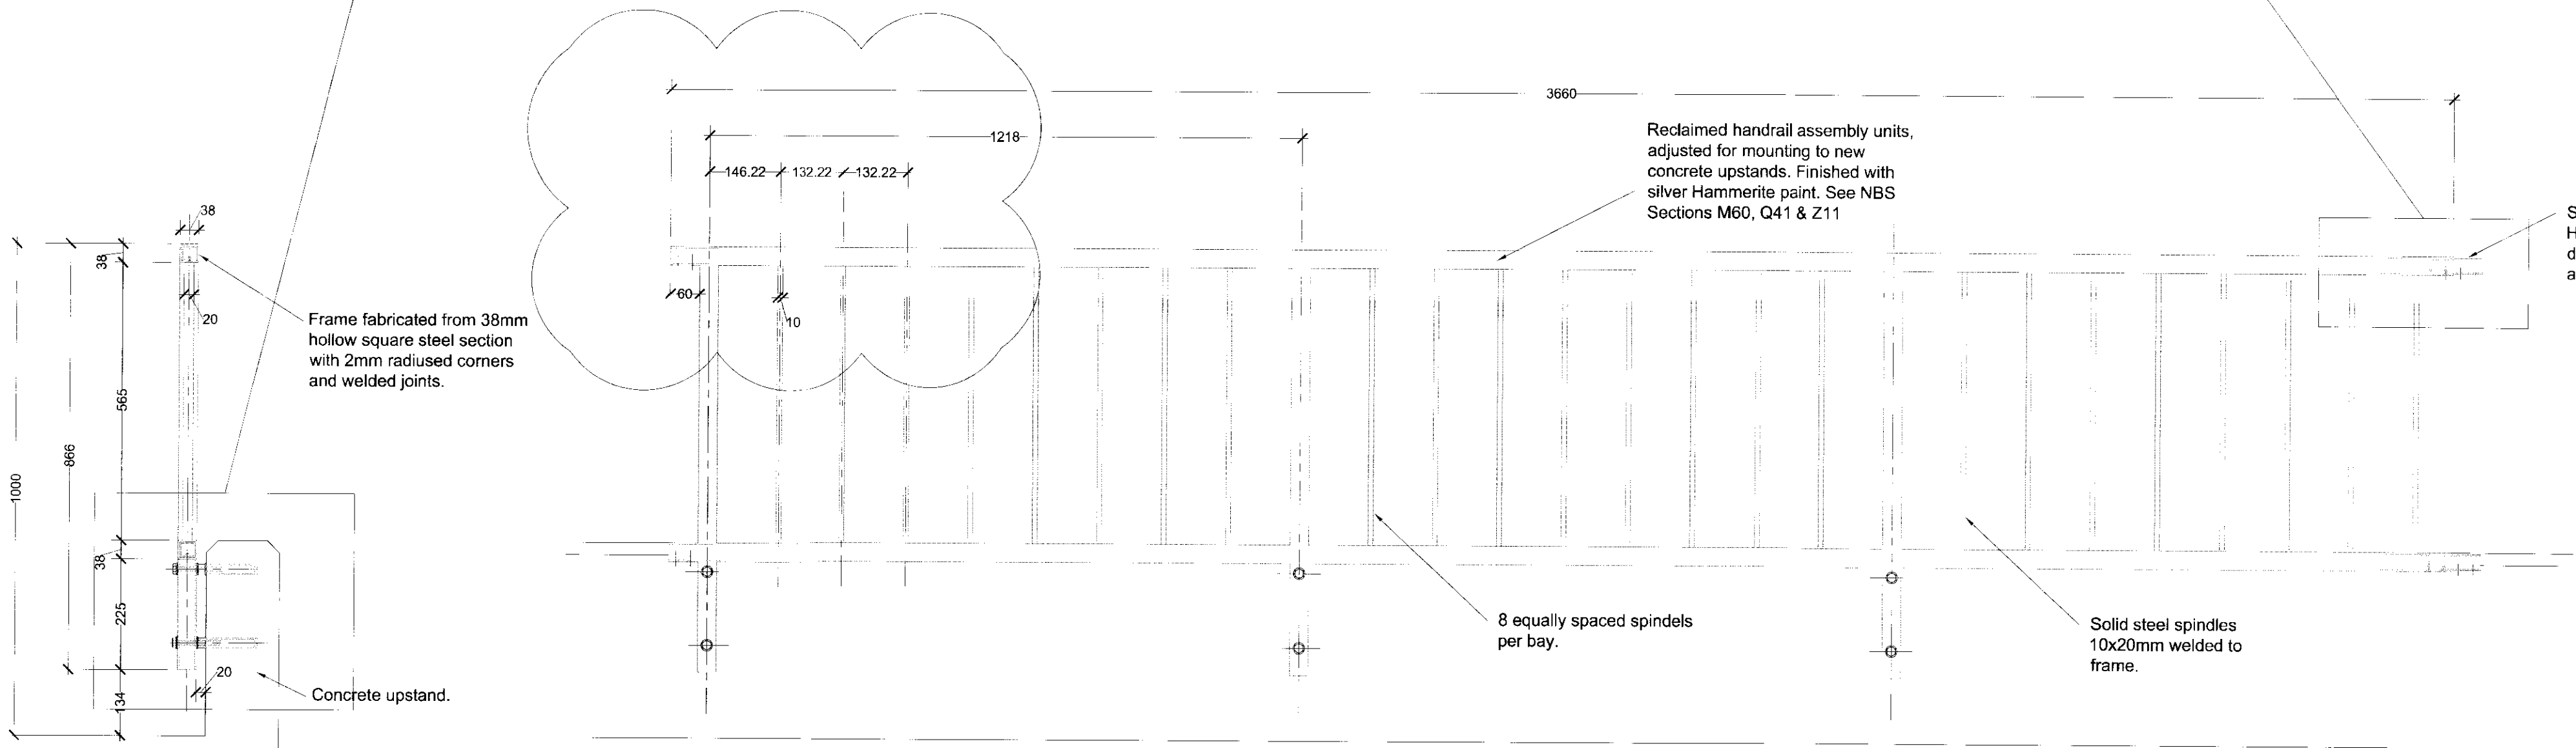 3660
1218
146.22
132.22
132.22
Reclaimed handrail assembly units,
adjusted for mounting to new
concrete upstands. Finished with
silver Hammerite paint. See NBS
Sections M60, Q41 & Z11
S
H
d
a
38
38
20
60
10
Frame fabricated from 38mm
hollow square steel section
with 2mm radiused corners
and welded joints.
565
866
1000
38
225
134
20
Concrete upstand.
8 equally spaced spindels
per bay.
Solid steel spindles
10x20mm welded to
frame.